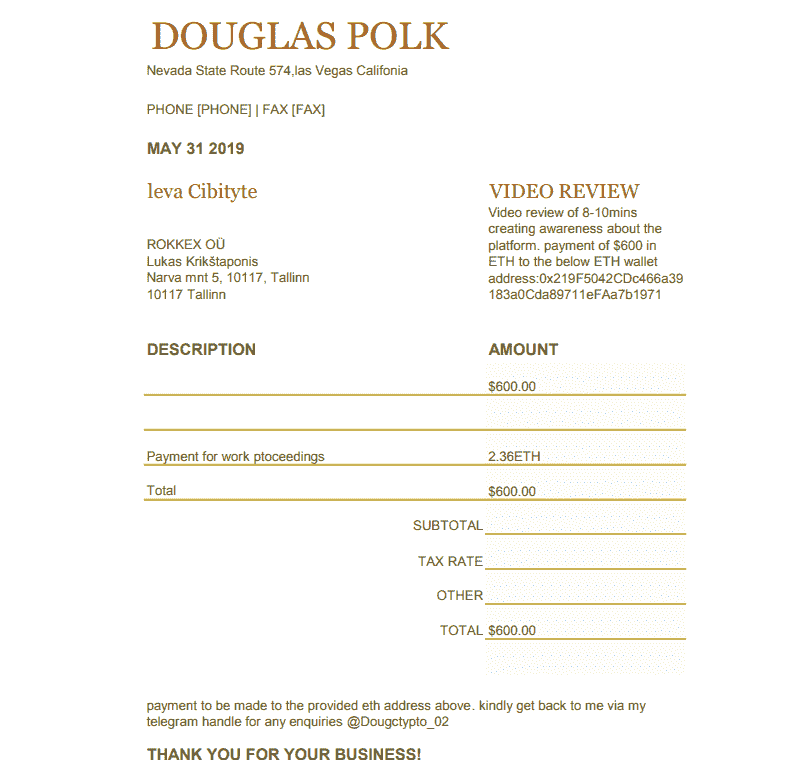 DOUGLAS POLK
Nevada State Route 574,las Vegas Califonia
PHONE [PHONE] | FAX [FAX]
MAY 31 2019
leva Cibityte
ROKKEX OÜ
Lukas Krikštaponis
Narva mnt 5, 10117, Tallinn
10117 Tallinn
VIDEO REVIEW
Video review of 8-10mins
creating awareness about the
platform. payment of $600 in
ETH to the below ETH wallet
address:0x219F5042CDc466a39
183a0Cda89711eFAa7b1971
DESCRIPTION AMOUNT
$600.00
Payment for work ptoceedings 2.36ETH
Total $600.00
SUBTOTAL
TAX RATE
OTHER
TOTAL $600.00
payment to be made to the provided eth address above. kindly get back to me via my
telegram handle for any enquiries @Dougctypto_02
THANK YOU FOR YOUR BUSINESS!